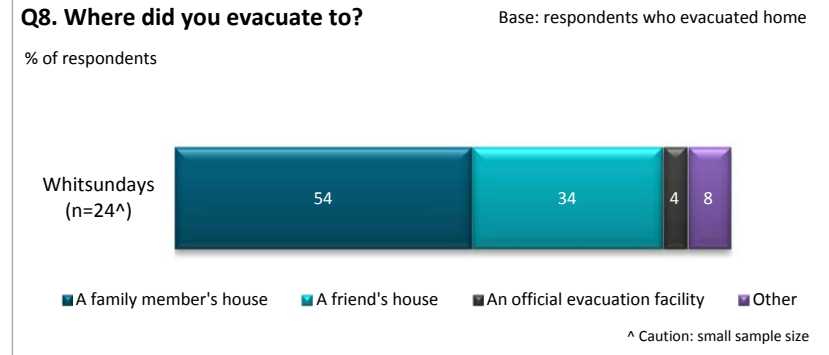 Q8. Where did you evacuate to?
Base: respondents who evacuated home
% of respondents
Whitsundays
(n=24^)
54
34
4
8
A family member's house
A friend's house
An official evacuation facility
Other
^ Caution: small sample size